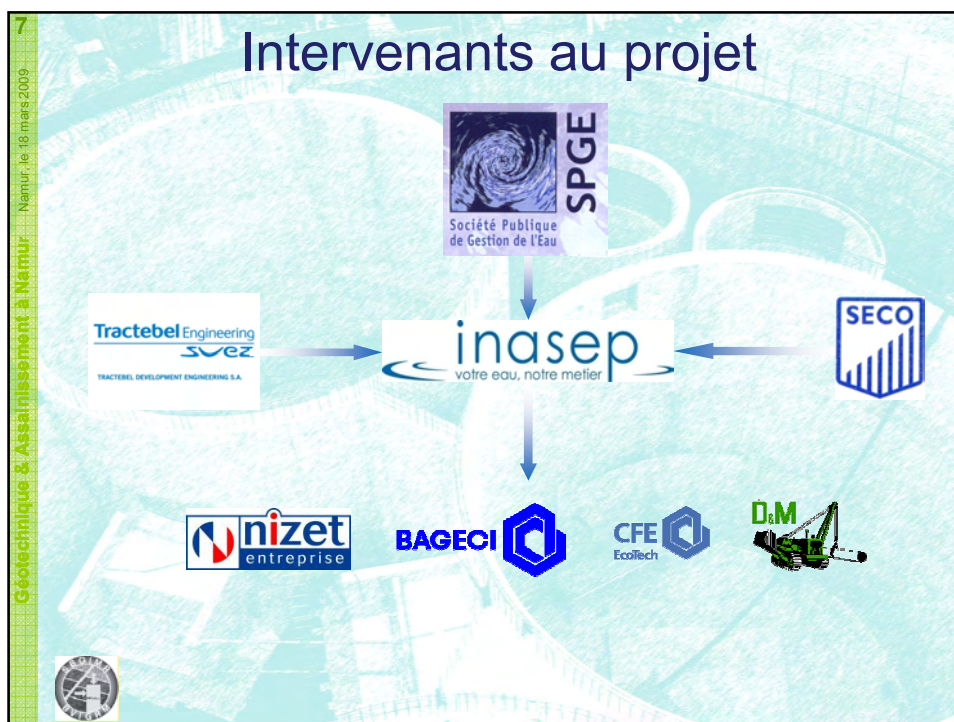 7
Namur, le 18 mars 2009
Géotechnique & Assainissement à Namur
Intervenants au projet
SPGE
Société Publique
de Gestion de l'Eau
Tractebel Engineering
suez
TRACTEBEL DEVELOPMENT ENGINEERING S.A.
inasep
votre eau, notre metier
SECO
nizet
entreprise
BAGECI
CFE
EcoTech
D&M